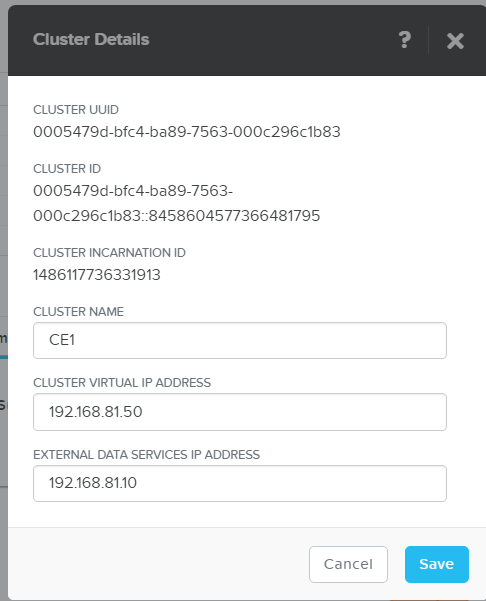 Cluster Details ?
CLUSTER UUID
0005479d-bfc4-ba89-7563-000c296c1b83
CLUSTER ID
0005479d-bfc4-ba89-7563-
000c296c1b83::8458604577366481795
CLUSTER INCARNATION ID
1486117736331913
CLUSTER NAME
CE1
CLUSTER VIRTUAL IP ADDRESS
192.168.81.50
EXTERNAL DATA SERVICES IP ADDRESS
192.168.81.10
Cancel Save